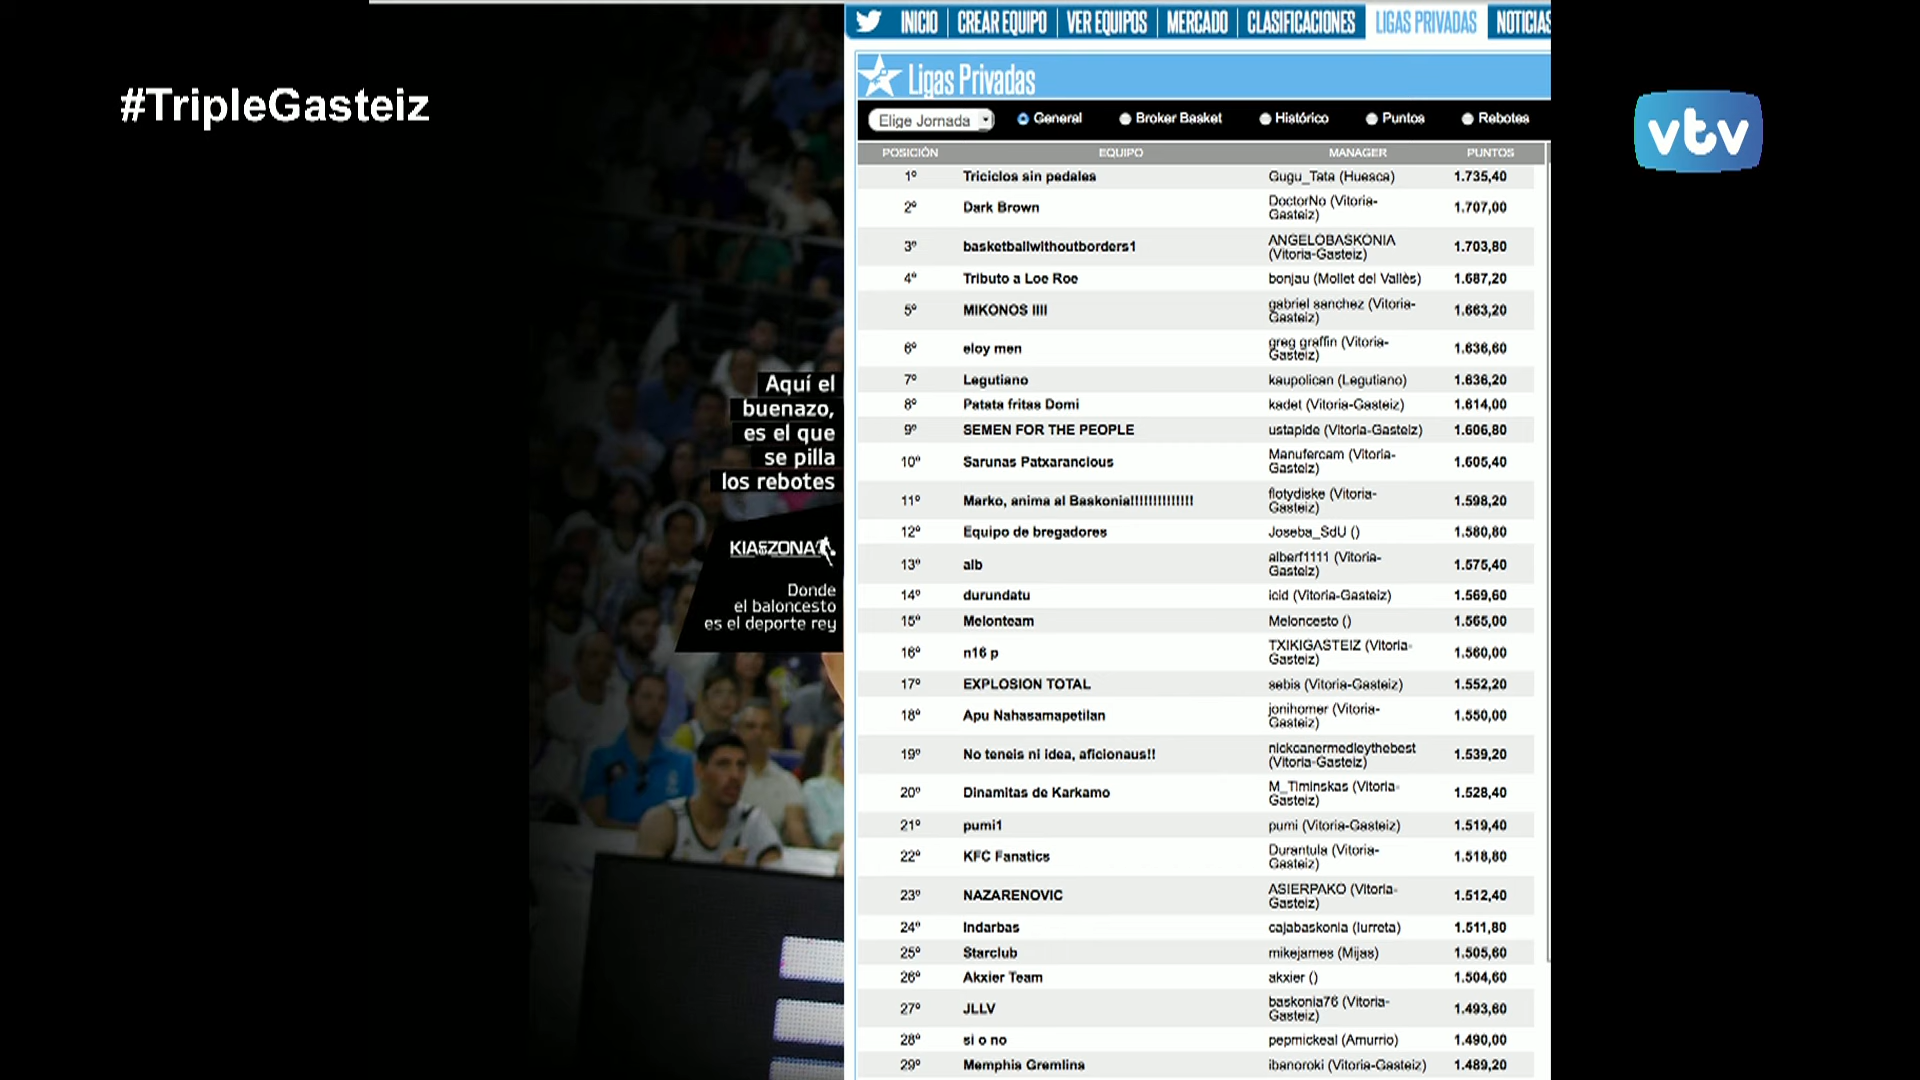 #TripleGasteiz
vtv
INICIO CREAR EQUIPO VER EQUIPOS MERCADO CLASIFICACIONES LIGAS PRIVADAS NOTICIAS
Ligas Privadas
Elige Jornada General Broker Basket Histórico Puntos Rebotes
POSICIÓN EQUIPO MANAGER PUNTOS
1º Triciclos sin pedales Gugu_Tata (Huesca) 1.735,40
2º Dark Brown DoctorNo (Vitoria-
Gasteiz) 1.707,00
3º basketballwithoutborders1 ANGELOBASKONIA
(Vitoria-Gasteiz) 1.703,80
4º Tributo a Loe Roe bonjau (Mollet del Vallès) 1.687,20
5º MIKONOS IIII gabriel sanchez (Vitoria-
Gasteiz) 1.663,20
6º eloy men greg graffin (Vitoria-
Gasteiz) 1.636,60
7º Legutiano kaupolican (Legutiano) 1.636,20
8º Patata fritas Domi kadet (Vitoria-Gasteiz) 1.614,00
9º SEMEN FOR THE PEOPLE ustapide (Vitoria-Gasteiz) 1.606,80
10º Sarunas Patxarancious Manufercam (Vitoria-
Gasteiz) 1.605,40
11º Marko, anima al Baskonia!!!!!!!!!!!!!! flotydiske (Vitoria-
Gasteiz) 1.598,20
12º Equipo de bregadores Joseba_SdU () 1.580,80
13º alb alberf1111 (Vitoria-
Gasteiz) 1.575,40
14º durundatu icid (Vitoria-Gasteiz) 1.569,60
15º Melonteam Meloncesto () 1.565,00
16º n16 p TXIKIGASTEIZ (Vitoria-
Gasteiz) 1.560,00
17º EXPLOSION TOTAL sebis (Vitoria-Gasteiz) 1.552,20
18º Apu Nahasamapetilan jonihomer (Vitoria-
Gasteiz) 1.550,00
19º No teneis ni idea, aficionaus!! nickcanermedleythebest
(Vitoria-Gasteiz) 1.539,20
20º Dinamitas de Karkamo M_Timinskas (Vitoria-
Gasteiz) 1.528,40
21º pumi1 pumi (Vitoria-Gasteiz) 1.519,40
22º KFC Fanatics Durantula (Vitoria-
Gasteiz) 1.518,80
23º NAZARENOVIC ASIERPAKO (Vitoria-
Gasteiz) 1.512,40
24º Indarbas cajabaskonia (Iurreta) 1.511,80
25º Starclub mikejames (Mijas) 1.505,60
26º Akxier Team akxier () 1.504,60
27º JLLV baskonia76 (Vitoria-
Gasteiz) 1.493,60
28º si o no pepmickeal (Amurrio) 1.490,00
29º Memphis Gremlins ibanoroki (Vitoria-Gasteiz) 1.489,20
Aquí el
buenazo,
es el que
se pilla
los rebotes
KIAENZONA
Donde
el baloncesto
es el deporte rey